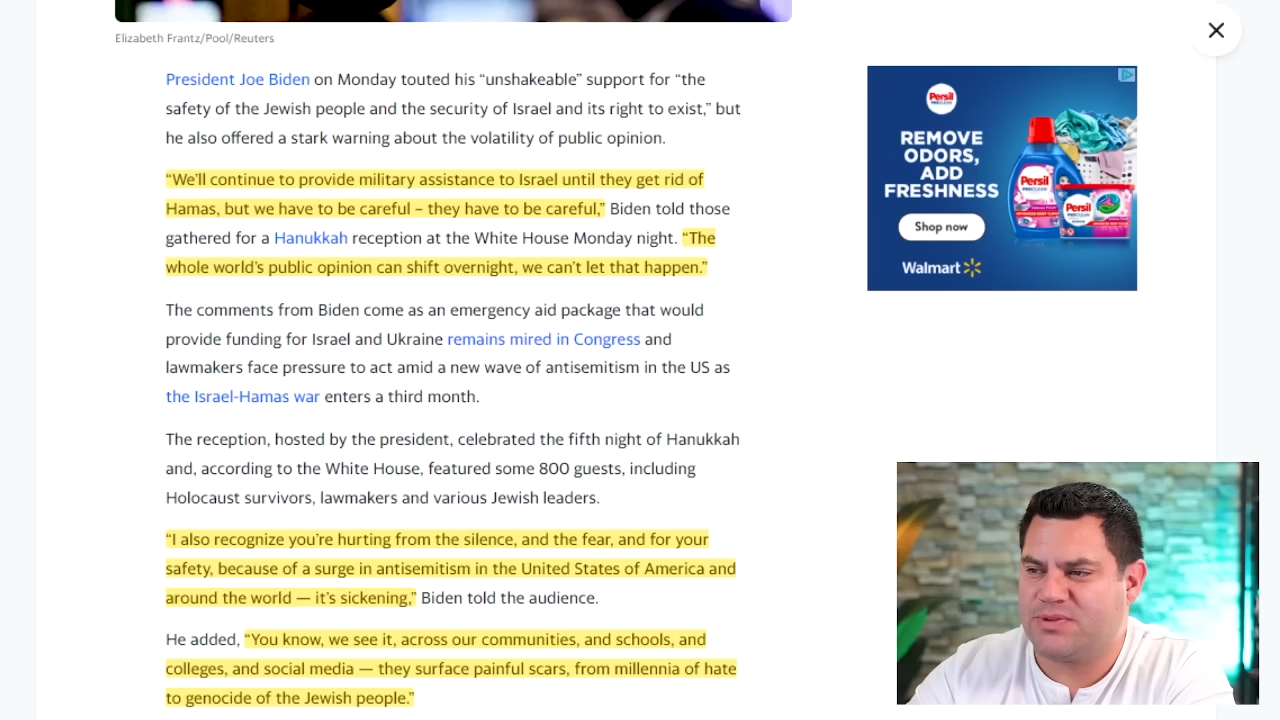 Elizabeth Frantz/Pool/Reuters
President Joe Biden on Monday touted his “unshakeable” support for “the
safety of the Jewish people and the security of Israel and its right to exist,” but
he also offered a stark warning about the volatility of public opinion.
“We’ll continue to provide military assistance to Israel until they get rid of
Hamas, but we have to be careful – they have to be careful,” Biden told those
gathered for a Hanukkah reception at the White House Monday night. “The
whole world’s public opinion can shift overnight, we can’t let that happen.”
The comments from Biden come as an emergency aid package that would
provide funding for Israel and Ukraine remains mired in Congress and
lawmakers face pressure to act amid a new wave of antisemitism in the US as
the Israel-Hamas war enters a third month.
The reception, hosted by the president, celebrated the fifth night of Hanukkah
and, according to the White House, featured some 800 guests, including
Holocaust survivors, lawmakers and various Jewish leaders.
“I also recognize you’re hurting from the silence, and the fear, and for your
safety, because of a surge in antisemitism in the United States of America and
around the world — it’s sickening,” Biden told the audience.
He added, “You know, we see it, across our communities, and schools, and
colleges, and social media — they surface painful scars, from millennia of hate
to genocide of the Jewish people.”
Persil
PROCLEAN
REMOVE
ODORS,
ADD
FRESHNESS
Shop now
Walmart
Persil
PROCLEAN
Persil
PROCLEAN